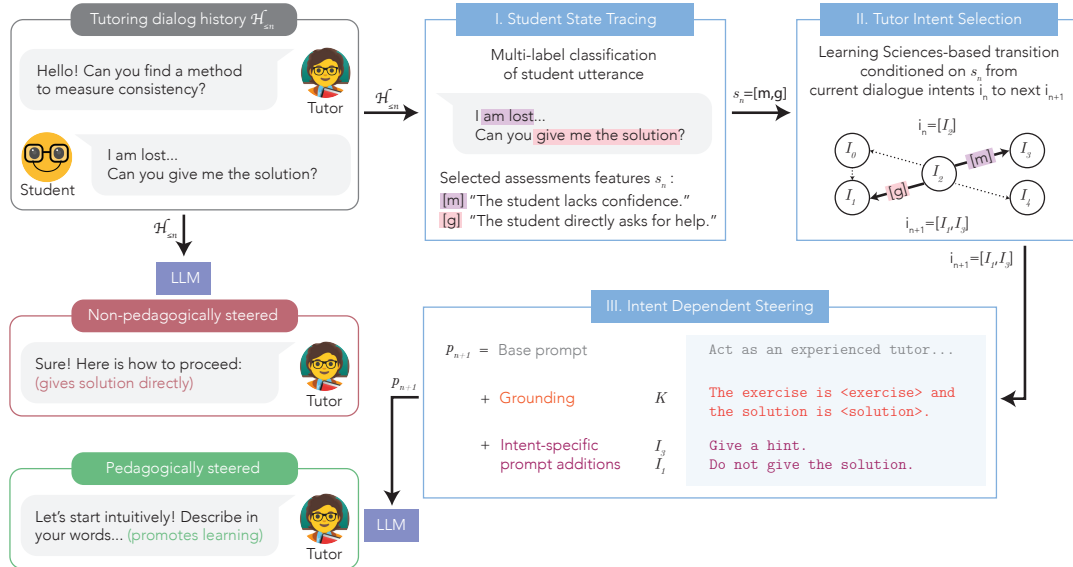 Tutoring dialog history ℋ≤n
Hello! Can you find a method
to measure consistency?
Tutor
I am lost...
Can you give me the solution?
Student
ℋ≤n
LLM
Non-pedagogically steered
Sure! Here is how to proceed:
(gives solution directly)
Tutor
Pedagogically steered
Let's start intuitively! Describe in
your words... (promotes learning)
Tutor
ℋ≤n
I. Student State Tracing
Multi-label classification
of student utterance
I am lost...
Can you give me the solution?
Selected assessments features sₙ :
[m] "The student lacks confidence."
[g] "The student directly asks for help."
sₙ=[m,g]
II. Tutor Intent Selection
Learning Sciences-based transition
conditioned on sₙ from
current dialogue intents iₙ to next iₙ₊₁
iₙ=[I₂]
I₀
[m]
I₃
I₂
I₁
[g]
I₄
iₙ₊₁=[I₁,I₃]
iₙ₊₁=[I₁,I₃]
III. Intent Dependent Steering
pₙ₊₁ = Base prompt
Act as an experienced tutor...
+ Grounding K
The exercise is <exercise> and
the solution is <solution>.
+ Intent-specific I₃ Give a hint.
prompt additions I₁ Do not give the solution.
pₙ₊₁
LLM